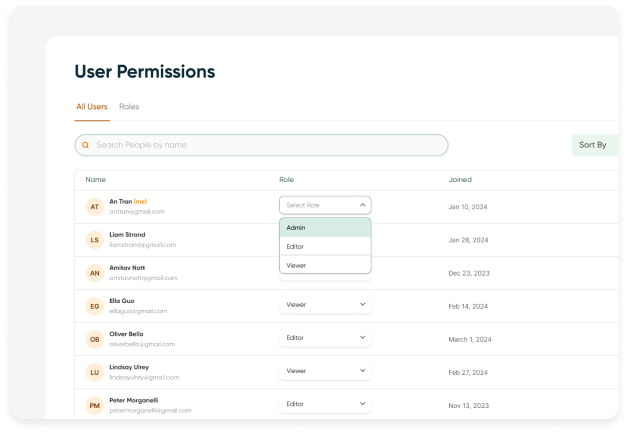 User Permissions
All Users Roles
Search People by name
Sort By
Name Role Joined
AT An Tran (me) Select Role Jan 10, 2024
antran@gmail.com
Admin
LS Liam Strand Jan 28, 2024
liamstrand@gmail.com
Editor
Viewer
AN Amitav Nott Dec 23, 2023
amitavnott@gmail.com
EG Ella Guo Viewer Feb 14, 2024
ellaguo@gmail.com
OB Oliver Bello Editor March 1, 2024
oliverbello@gmail.com
LU Lindsay Ulrey Viewer Feb 27, 2024
lindsayulrey@gmail.com
PM Peter Morganelli Editor Nov 13, 2023
petermorganelli@gmail.com